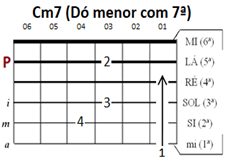 Cm7 (Dó menor com 7ª)
06 05 04 03 02 01
MI (6ª)
P 2 LÁ (5ª)
RÉ (4ª)
i 3 SOL (3ª)
m 4 SI (2ª)
a 1 mi (1ª)